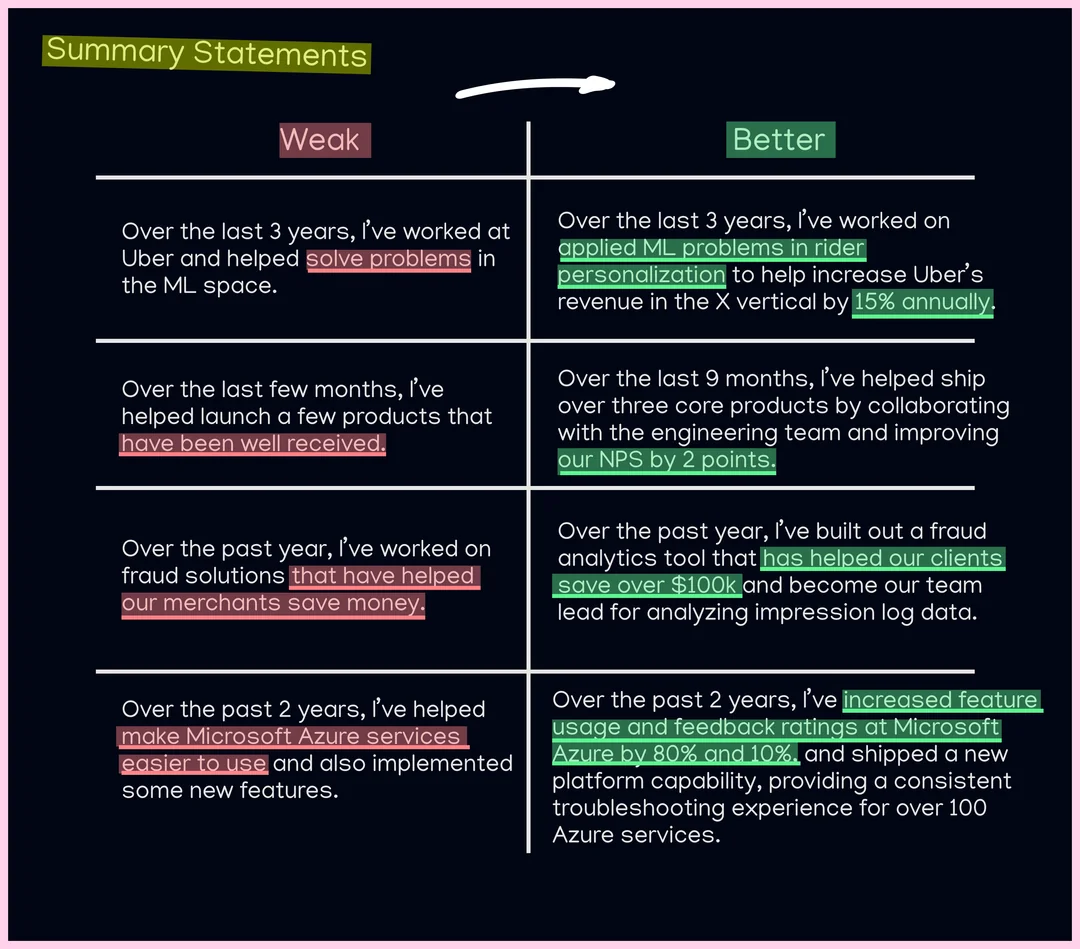 Summary Statements
Weak
Better
Over the last 3 years, I've worked at
Uber and helped solve problems in
the ML space.
Over the last 3 years, I've worked on
applied ML problems in rider
personalization to help increase Uber's
revenue in the X vertical by 15% annually.
Over the last few months, I've
helped launch a few products that
have been well received.
Over the last 9 months, I've helped ship
over three core products by collaborating
with the engineering team and improving
our NPS by 2 points.
Over the past year, I've worked on
fraud solutions that have helped
our merchants save money.
Over the past year, I've built out a fraud
analytics tool that has helped our clients
save over $100k and become our team
lead for analyzing impression log data.
Over the past 2 years, I've helped
make Microsoft Azure services
easier to use and also implemented
some new features.
Over the past 2 years, I've increased feature
usage and feedback ratings at Microsoft
Azure by 80% and 10%. and shipped a new
platform capability, providing a consistent
troubleshooting experience for over 100
Azure services.